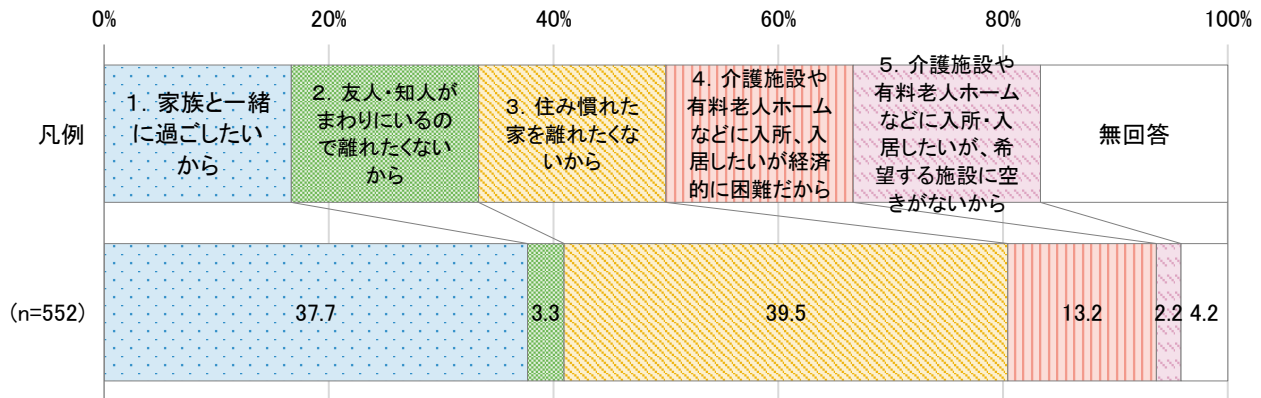 0% 20% 40% 60% 80% 100%
凡例
1. 家族と一緒
に過ごしたい
から
2. 友人・知人が
まわりにいるの
で離れたくない
から
3. 住み慣れた
家を離れたくな
いから
4. 介護施設や
有料老人ホーム
などに入所、入
居したいが経済
的に困難だから
5. 介護施設や
有料老人ホーム
などに入所・入
居したいが、希
望する施設に空
きがないから
無回答
(n=552) 37.7 3.3 39.5 13.2 2.2 4.2